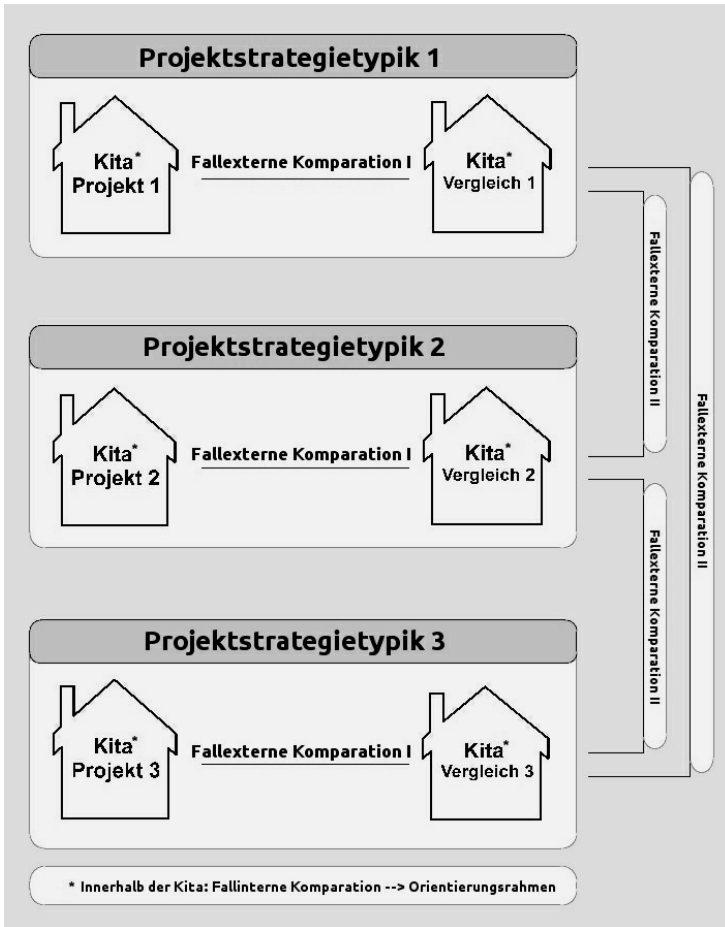 Projektstrategietypik 1
Kita*
Projekt 1
Fallexterne Komparation I
Kita*
Vergleich 1
Projektstrategietypik 2
Kita*
Projekt 2
Fallexterne Komparation I
Kita*
Vergleich 2
Projektstrategietypik 3
Kita*
Projekt 3
Fallexterne Komparation I
Kita*
Vergleich 3
Fallexterne Komparation II
Fallexterne Komparation II
Fallexterne Komparation II
* Innerhalb der Kita: Fallinterne Komparation --> Orientierungsrahmen